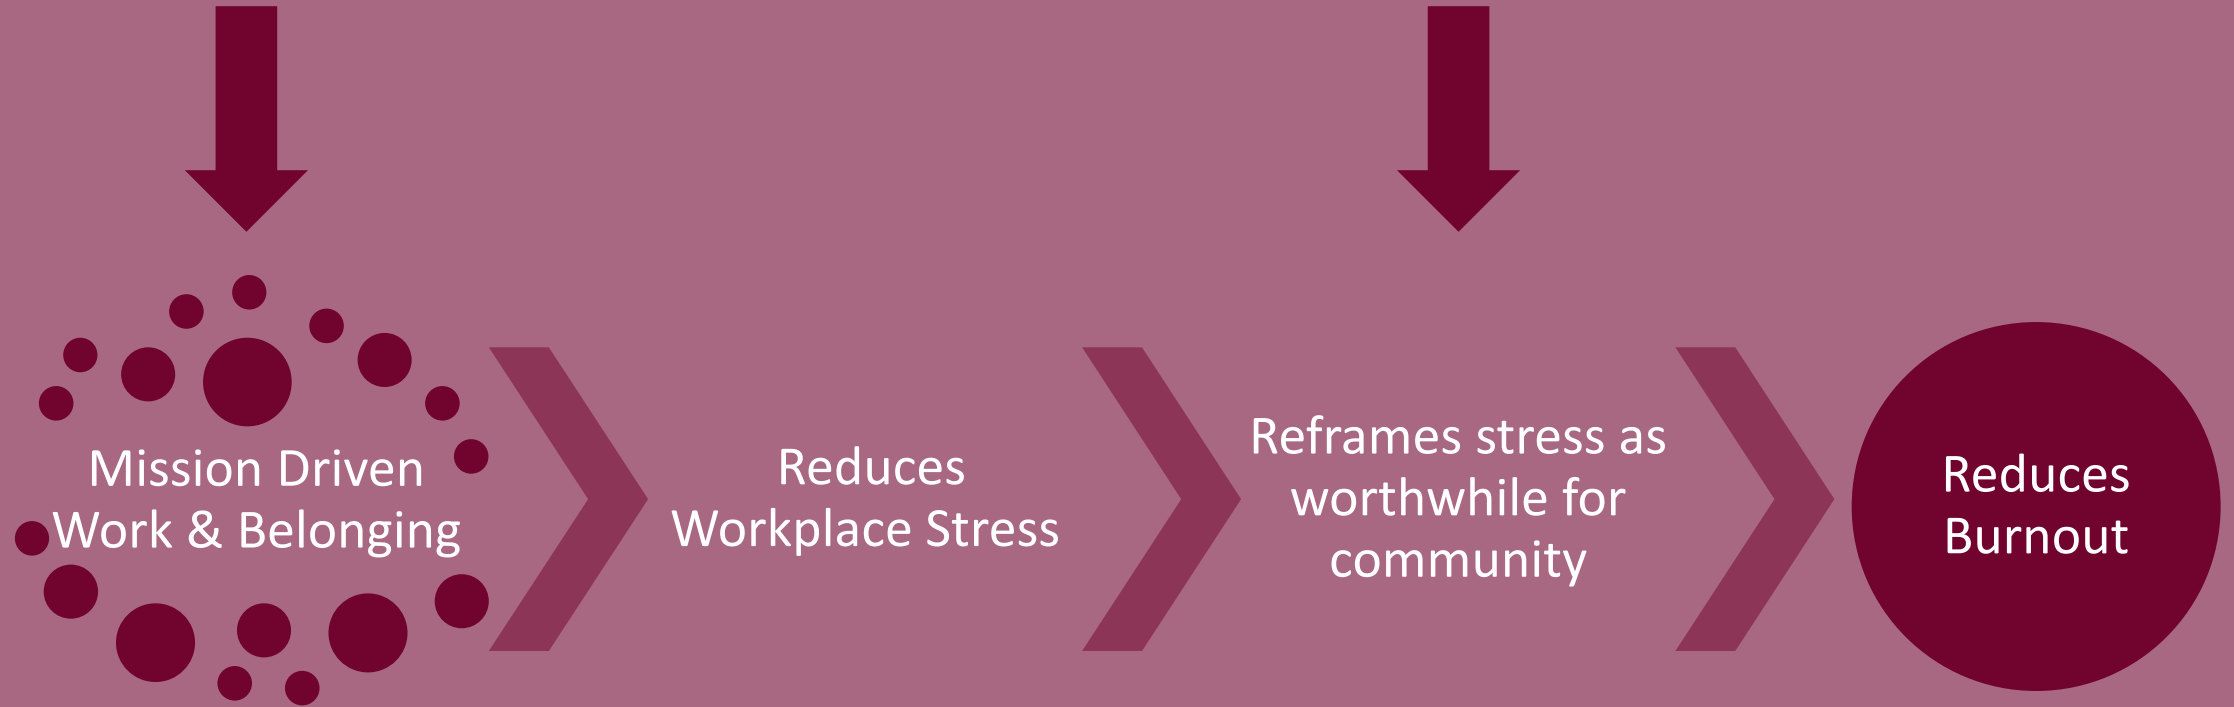 Mission Driven
Work & Belonging
Reduces
Workplace Stress
Reframes stress as
worthwhile for
community
Reduces
Burnout